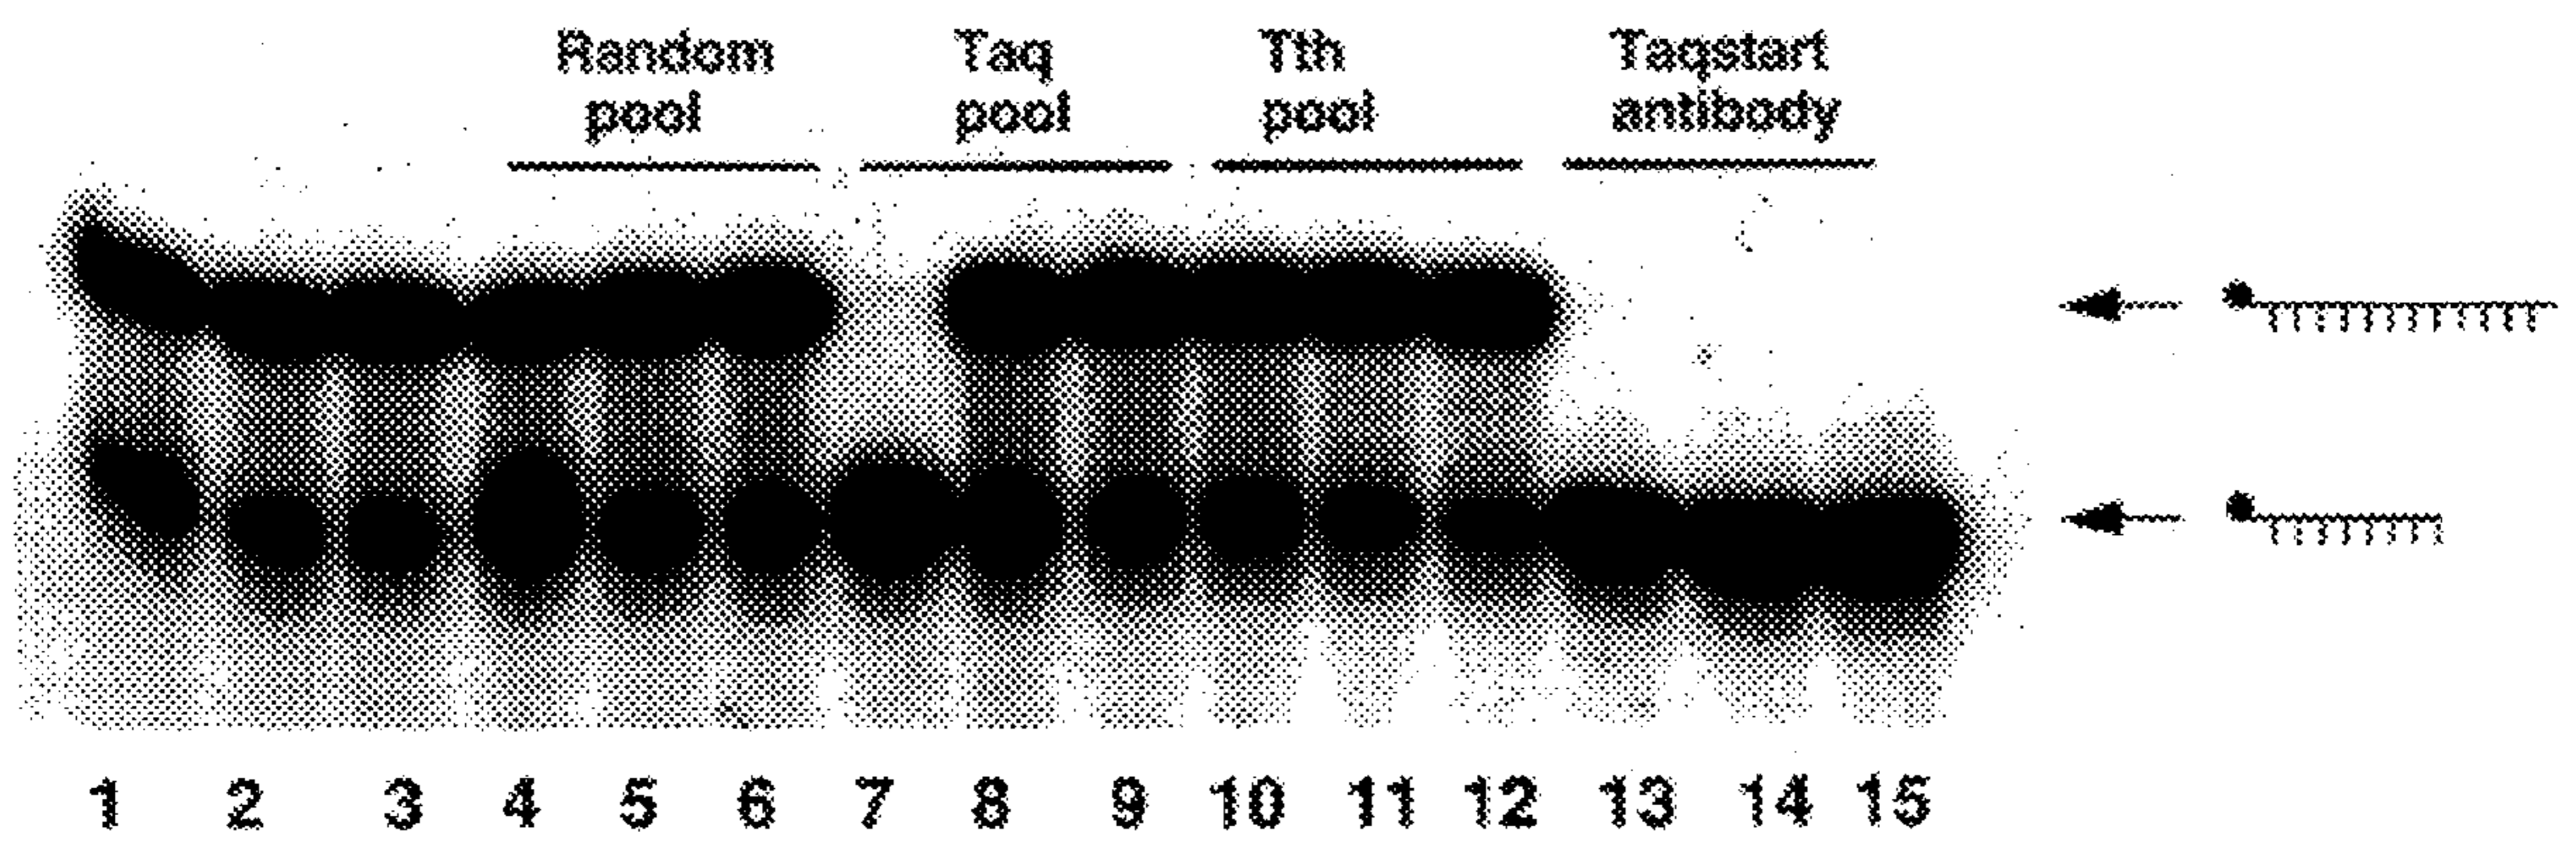 Random pool
Taq pool
Tth pool
Taqstart antibody
1 2 3 4 5 6 7 8 9 10 11 12 13 14 15